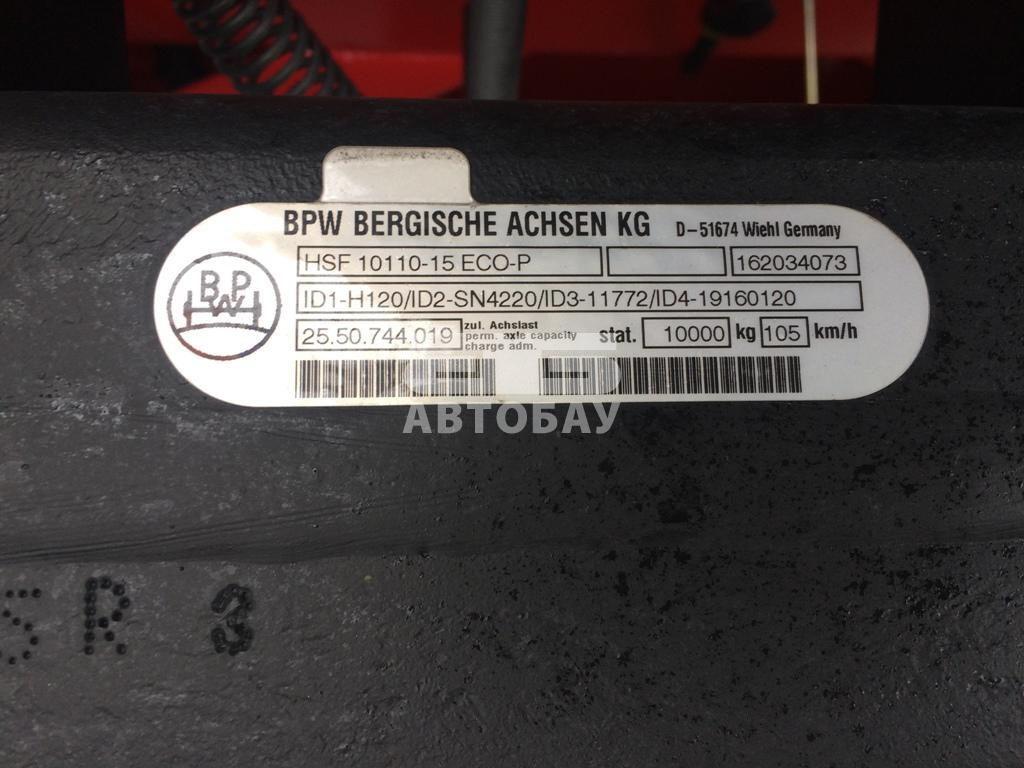 BPW BERGISCHE ACHSEN KG D-51674 Wiehl Germany
BPW
HSF 10110-15 ECO-P 162034073
ID1-H120/ID2-SN4220/ID3-11772/ID4-19160120
25.50.744.019 zul. Achslast perm. axle capacity charge adm. stat. 10000 kg 105 km/h
АВТОБАУ
SR 3